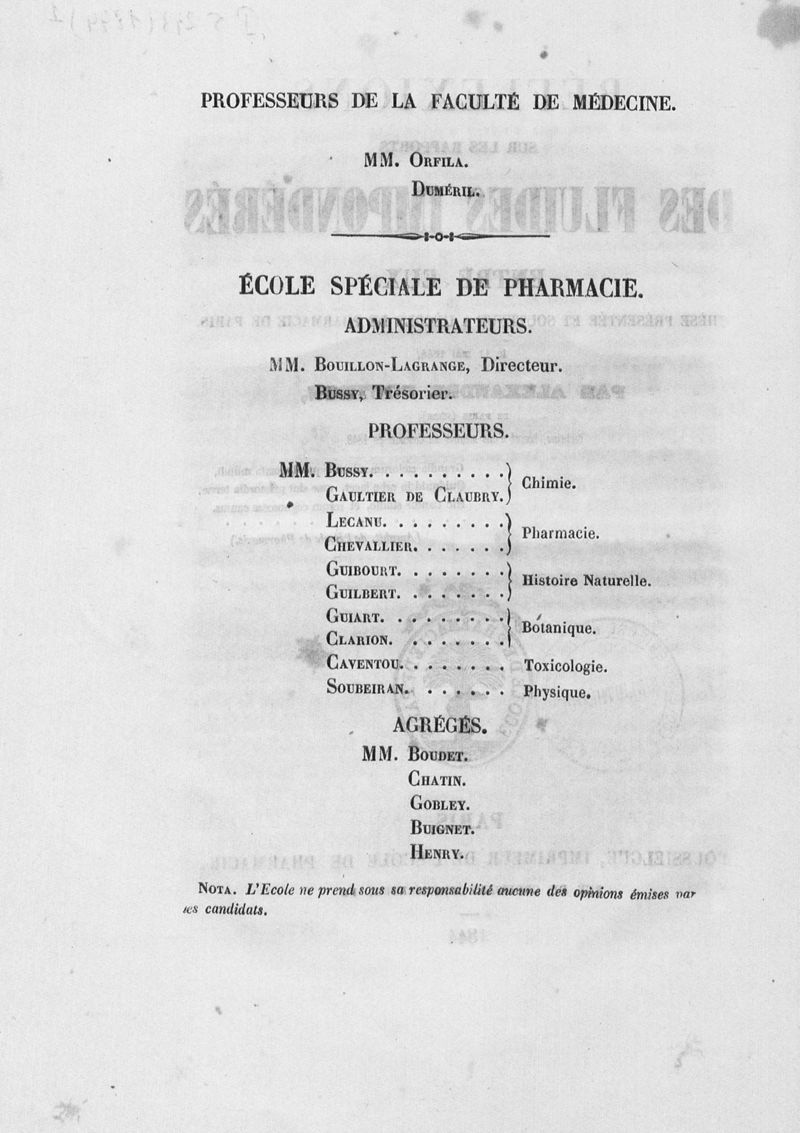 PROFESSEURS DE LA FACULTÉ DE MÉDECINE.
MM. ORFILA.
DUMÉRIL.
ÉCOLE SPÉCIALE DE PHARMACIE.
ADMINISTRATEURS.
MM. BOUILLON-LAGRANGE, Directeur.
BUSSY, Trésorier.
PROFESSEURS.
MM. BUSSY. . . . . . . . . . .
GAULTIER DE CLAUBRY.
Chimie.
LECANU. . . . . . . . .
CHEVALLIER. . . . . . .
Pharmacie.
GUIBOURT. . . . . . . .
GUILBERT. . . . . . . .
Histoire Naturelle.
GUIART. . . . . . . . .
CLARION. . . . . . . .
Botanique.
CAVENTOU. . . . . . . . Toxicologie.
SOUBEIRAN. . . . . . . Physique.
AGRÉGÉS.
MM. BOUDET.
CHATIN.
GOBLEY.
BUIGNET.
HENRY.
NOTA. L'Ecole ne prend sous sa responsabilité aucune des opinions émises par
les candidats.